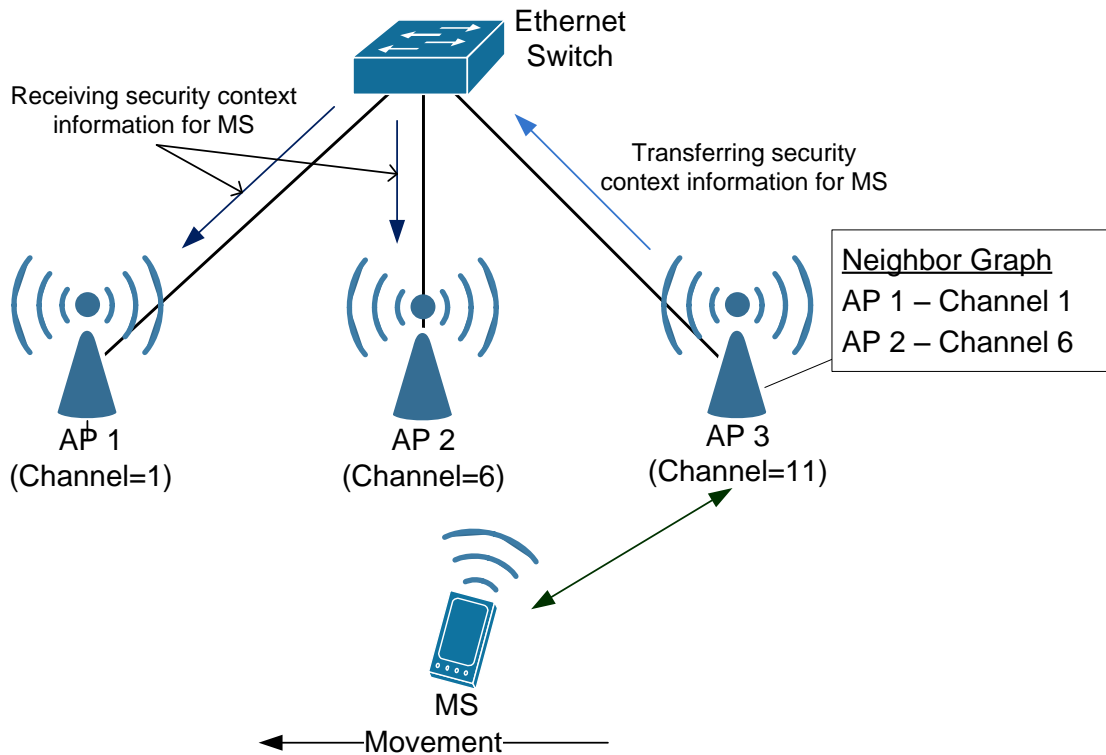 Ethernet
Switch
Receiving security context
information for MS
Transferring security
context information for MS
Neighbor Graph
AP 1 – Channel 1
AP 2 – Channel 6
AP 1
(Channel=1)
AP 2
(Channel=6)
AP 3
(Channel=11)
MS
Movement